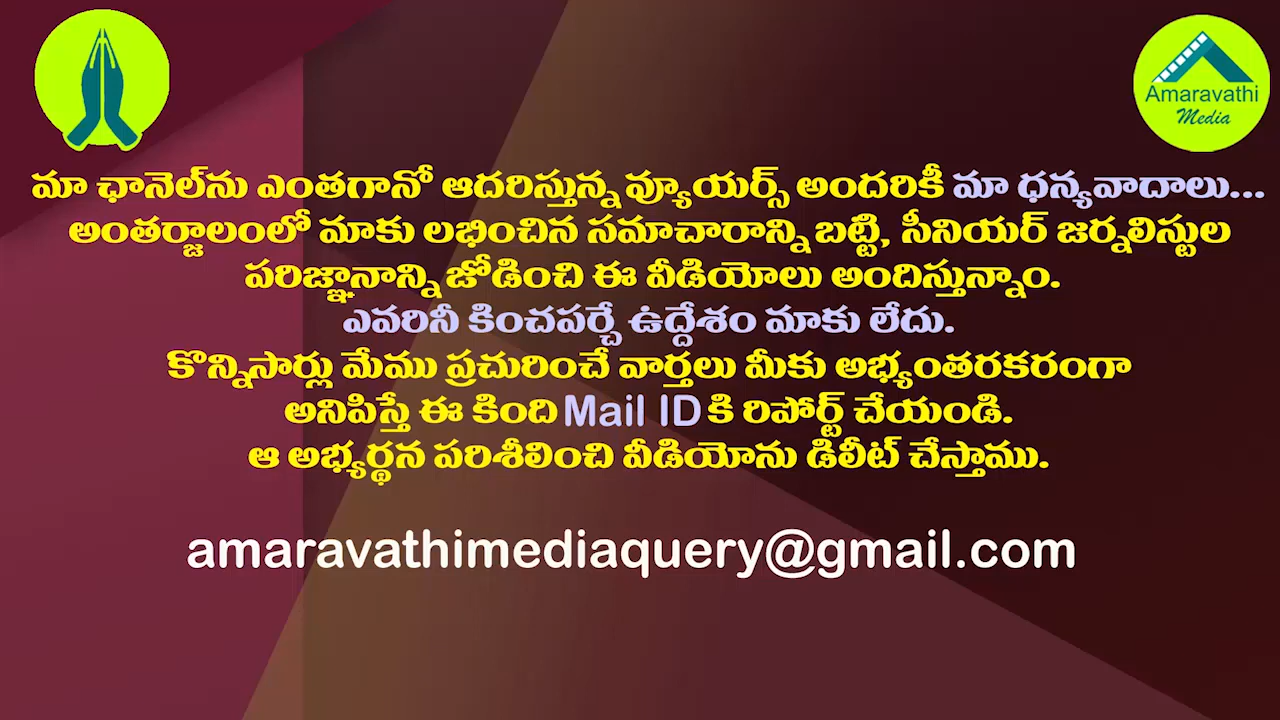 Amaravathi
Media
మా ఛానెల్‌ను ఎంతగానో ఆదరిస్తున్న వ్యూయర్స్ అందరికీ మా ధన్యవాదాలు...
అంతర్జాలంలో మాకు లభించిన సమాచారాన్ని బట్టి, సీనియర్ జర్నలిస్టుల
పరిజ్ఞానాన్ని జోడించి ఈ వీడియోలు అందిస్తున్నాం.
ఎవరినీ కించపర్చే ఉద్దేశం మాకు లేదు.
కొన్నిసార్లు మేము ప్రచురించే వార్తలు మీకు అభ్యంతరకరంగా
అనిపిస్తే ఈ కింది Mail ID కి రిపోర్ట్ చేయండి.
ఆ అభ్యర్థన పరిశీలించి వీడియోను డిలీట్ చేస్తాము.
amaravathimediaquery@gmail.com